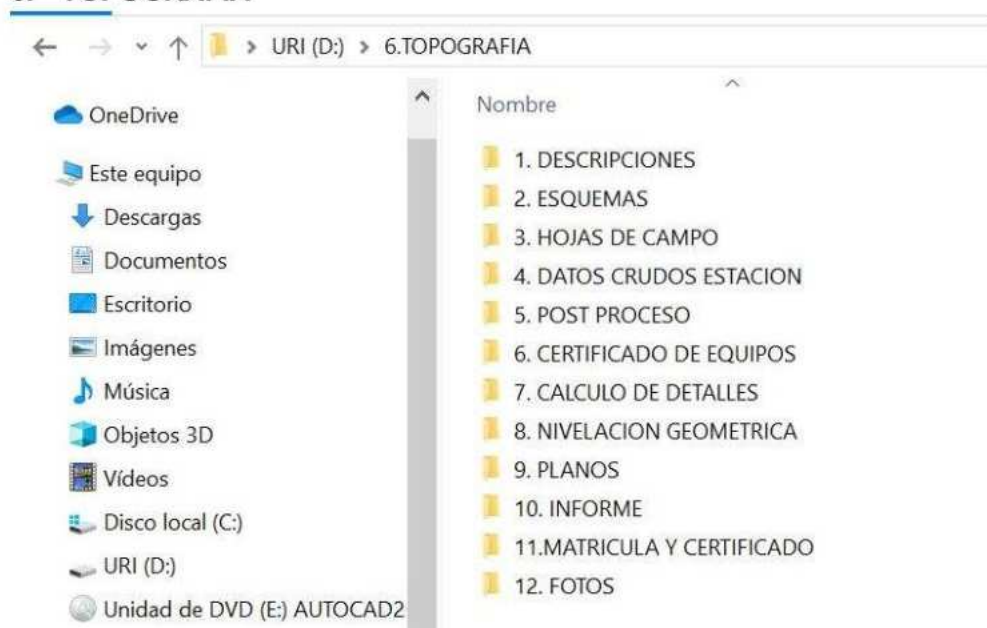 URI (D:) > 6.TOPOGRAFIA
OneDrive
Este equipo
Descargas
Documentos
Escritorio
Imágenes
Música
Objetos 3D
Vídeos
Disco local (C:)
URI (D:)
Unidad de DVD (E:) AUTOCAD2
Nombre
1. DESCRIPCIONES
2. ESQUEMAS
3. HOJAS DE CAMPO
4. DATOS CRUDOS ESTACION
5. POST PROCESO
6. CERTIFICADO DE EQUIPOS
7. CALCULO DE DETALLES
8. NIVELACION GEOMETRICA
9. PLANOS
10. INFORME
11.MATRICULA Y CERTIFICADO
12. FOTOS